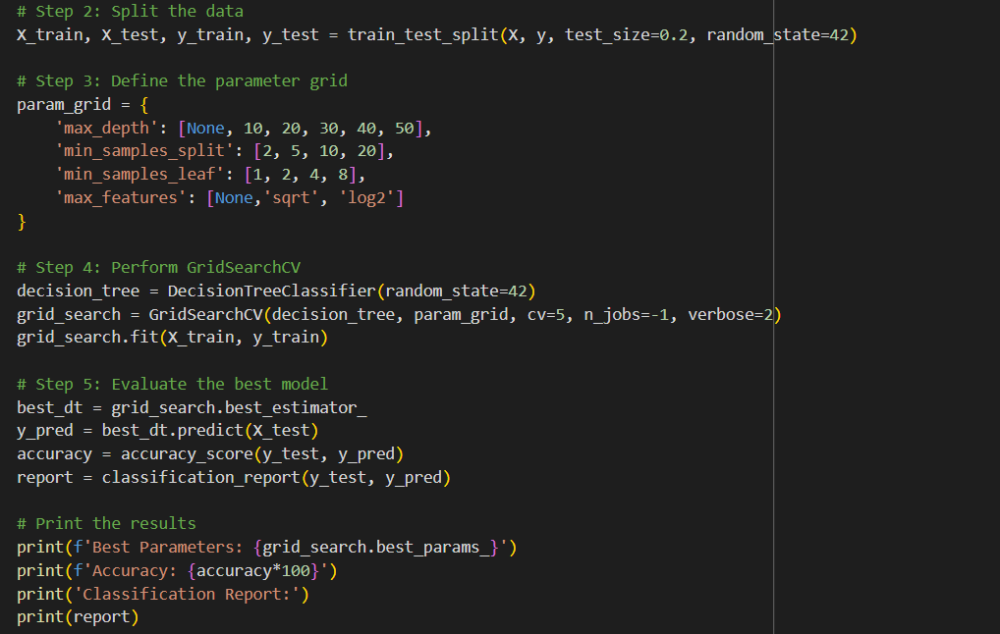 # Step 2: Split the data
X_train, X_test, y_train, y_test = train_test_split(X, y, test_size=0.2, random_state=42)
# Step 3: Define the parameter grid
param_grid = {
    'max_depth': [None, 10, 20, 30, 40, 50],
    'min_samples_split': [2, 5, 10, 20],
    'min_samples_leaf': [1, 2, 4, 8],
    'max_features': [None,'sqrt', 'log2']
}
# Step 4: Perform GridSearchCV
decision_tree = DecisionTreeClassifier(random_state=42)
grid_search = GridSearchCV(decision_tree, param_grid, cv=5, n_jobs=-1, verbose=2)
grid_search.fit(X_train, y_train)
# Step 5: Evaluate the best model
best_dt = grid_search.best_estimator_
y_pred = best_dt.predict(X_test)
accuracy = accuracy_score(y_test, y_pred)
report = classification_report(y_test, y_pred)
# Print the results
print(f'Best Parameters: {grid_search.best_params_}')
print(f'Accuracy: {accuracy*100}')
print('Classification Report:')
print(report)